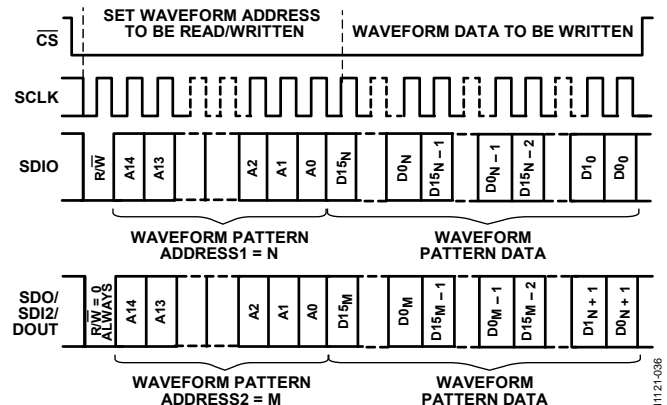 SET WAVEFORM ADDRESS
TO BE READ/WRITTEN
WAVEFORM DATA TO BE WRITTEN
CS
SCLK
SDIO
R/W
A14
A13
A2
A1
A0
D15N
D0N
D15N – 1
D0N – 1
D15N – 2
D10
D00
WAVEFORM PATTERN
ADDRESS1 = N
WAVEFORM
PATTERN DATA
SDO/
SDI2/
DOUT
R/W = 0
ALWAYS
A14
A13
A2
A1
A0
D15M
D0M
D15M – 1
D0M – 1
D15M – 2
D1N + 1
D0N + 1
WAVEFORM PATTERN
ADDRESS2 = M
WAVEFORM
PATTERN DATA
11121-036